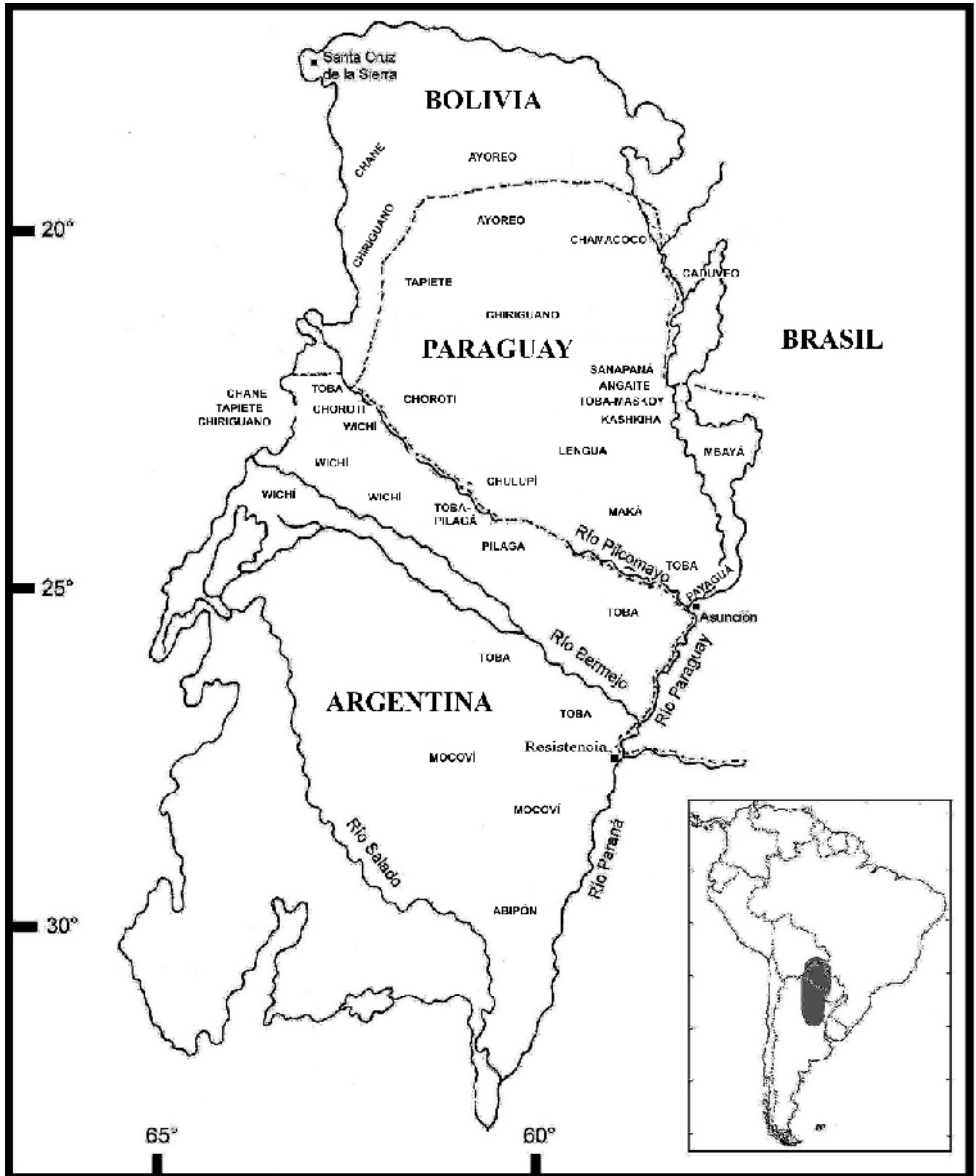 Santa Cruz
de la Sierra
BOLIVIA
CHANE
AYOREO
20°
CHIRIGUANO
AYOREO
CHAMACOCO
CADUVEO
TAPIETE
CHIRIGUANO
PARAGUAY
BRASIL
SANAPANÁ
ANGAITE
TOBA-MASKOY
KASHKIHA
TOBA
CHOROTI
WICHÍ
CHANE
TAPIETE
CHIRIGUANO
CHOROTI
LENGUA
MBAYÁ
WICHÍ
WICHÍ
WICHÍ
CHULUPÍ
TOBA-
PILAGÁ
MAKÁ
PILAGA
Río Pilcomayo
TOBA
25°
PAYAGUÁ
TOBA
Asunción
TOBA
Río Bermejo
Río Paraguay
ARGENTINA
TOBA
Resistencia
MOCOVÍ
MOCOVÍ
Río Salado
Río Paraná
ABIPÓN
30°
65°
60°